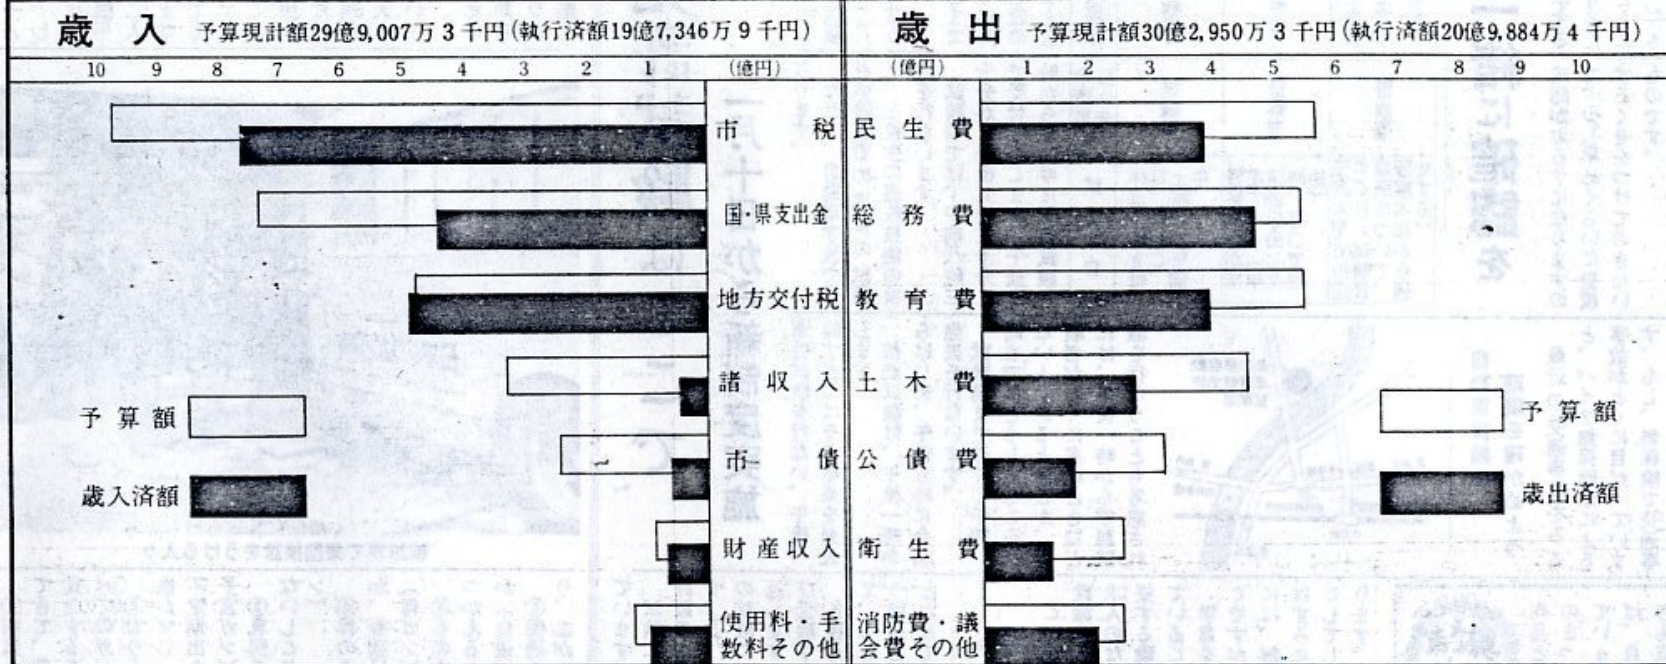 歳入 予算現計額29億9,007万3千円(執行済額19億7,346万9千円)
10 9 8 7 6 5 4 3 2 1 (億円)
市税
国・県支出金
地方交付税
諸収入
市債
財産収入
使用料・手
数料その他
予算額
歳入済額
歳出 予算現計額30億2,950万3千円(執行済額20億9,884万4千円)
(億円) 1 2 3 4 5 6 7 8 9 10
民生費
総務費
教育費
土木費
公債費
衛生費
消防費・議
会費その他
予算額
歳出済額